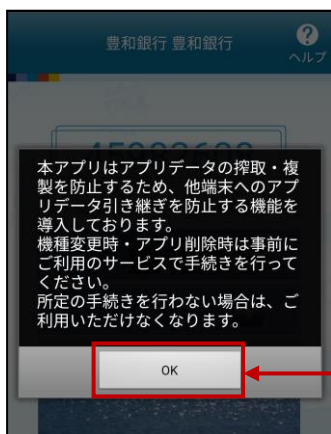 豊和銀行 豊和銀行
?
ヘルプ
本アプリはアプリデータの搾取・複
製を防止するため、他端末へのアプ
リデータ引き継ぎを防止する機能を
導入しております。
機種変更時・アプリ削除時は事前に
ご利用のサービスで手続きを行って
ください。
所定の手続きを行わない場合は、ご
利用いただけなくなります。
OK